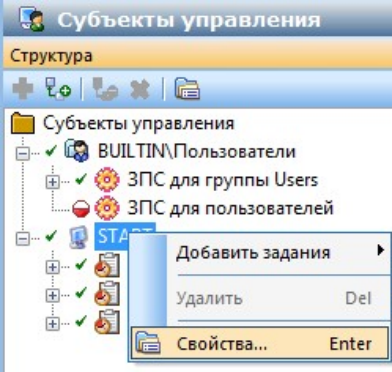 Субъекты управления
Структура
Субъекты управления
BUILTIN\Пользователи
ЗПС для группы Users
ЗПС для пользователей
Добавить задания
Удалить Del
Свойства... Enter